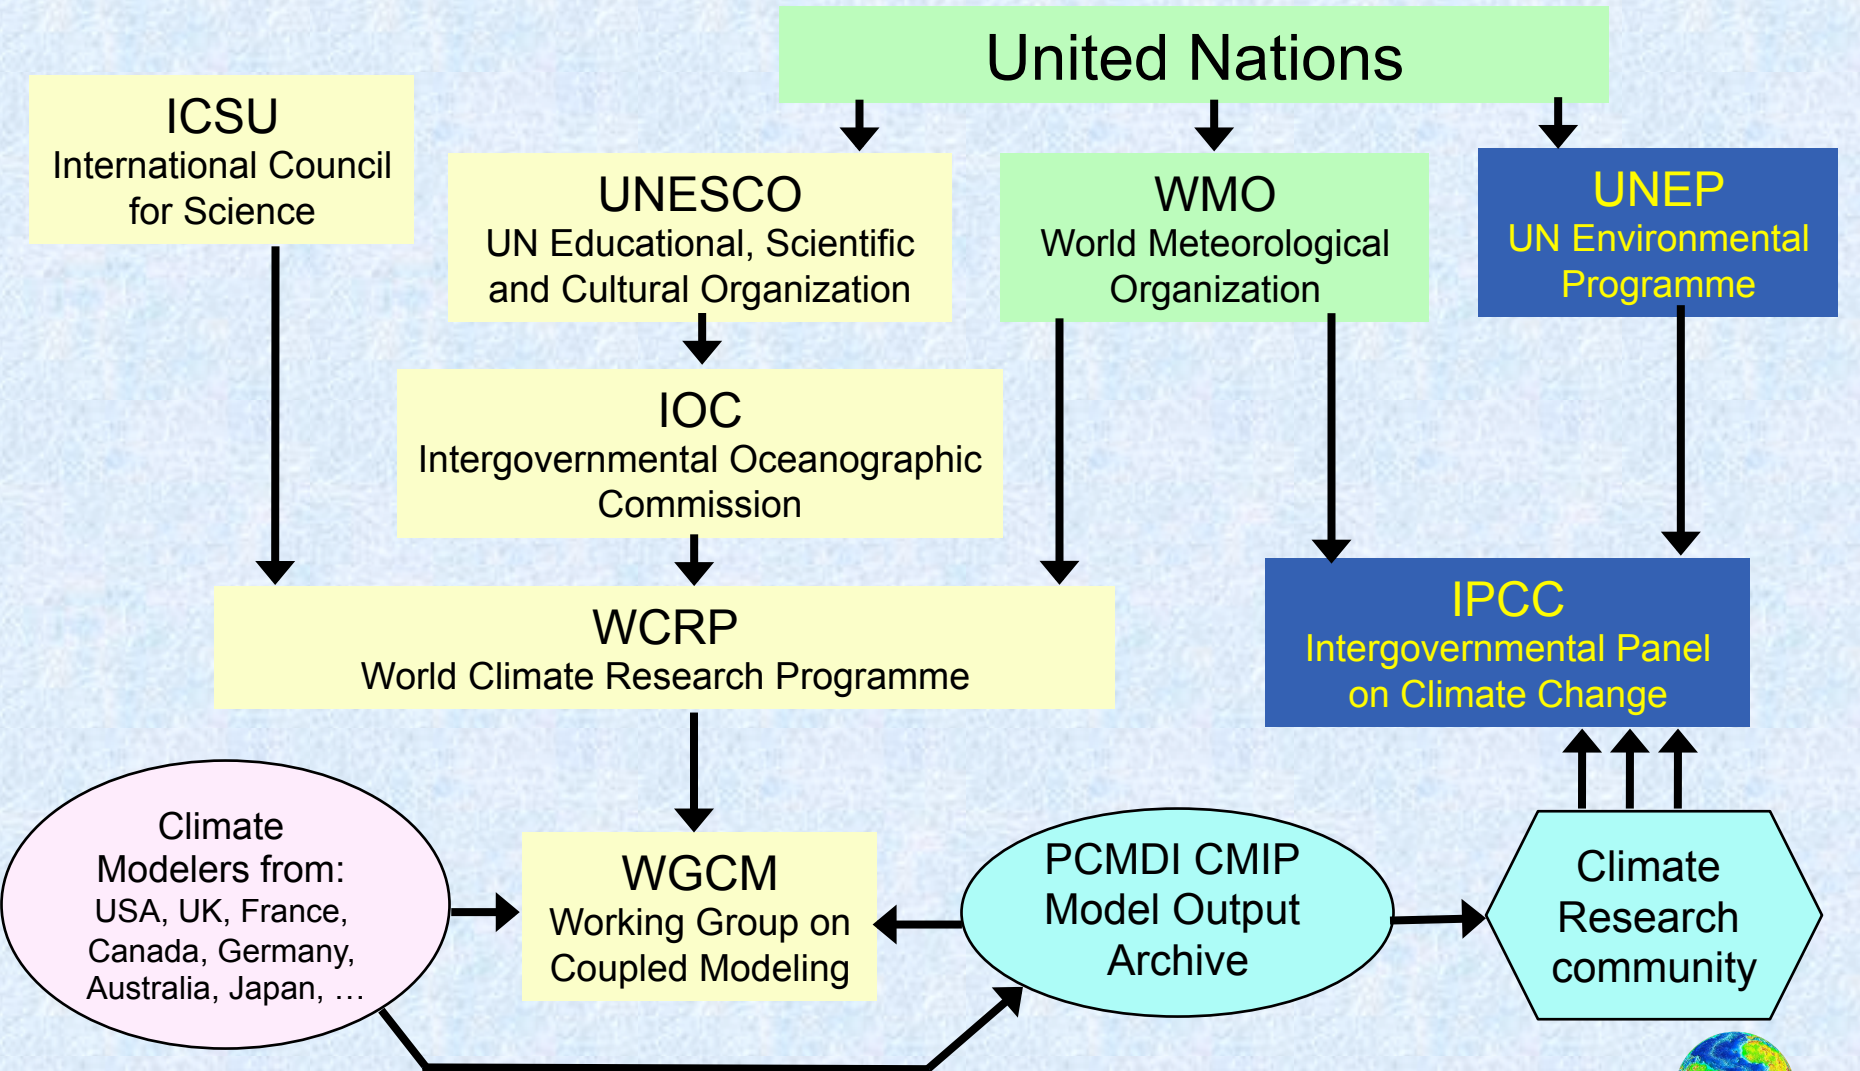 United Nations
ICSU
International Council
for Science
UNESCO
UN Educational, Scientific
and Cultural Organization
WMO
World Meteorological
Organization
UNEP
UN Environmental
Programme
IOC
Intergovernmental Oceanographic
Commission
WCRP
World Climate Research Programme
IPCC
Intergovernmental Panel
on Climate Change
Climate
Modelers from:
USA, UK, France,
Canada, Germany,
Australia, Japan, …
WGCM
Working Group on
Coupled Modeling
PCMDI CMIP
Model Output
Archive
Climate
Research
community